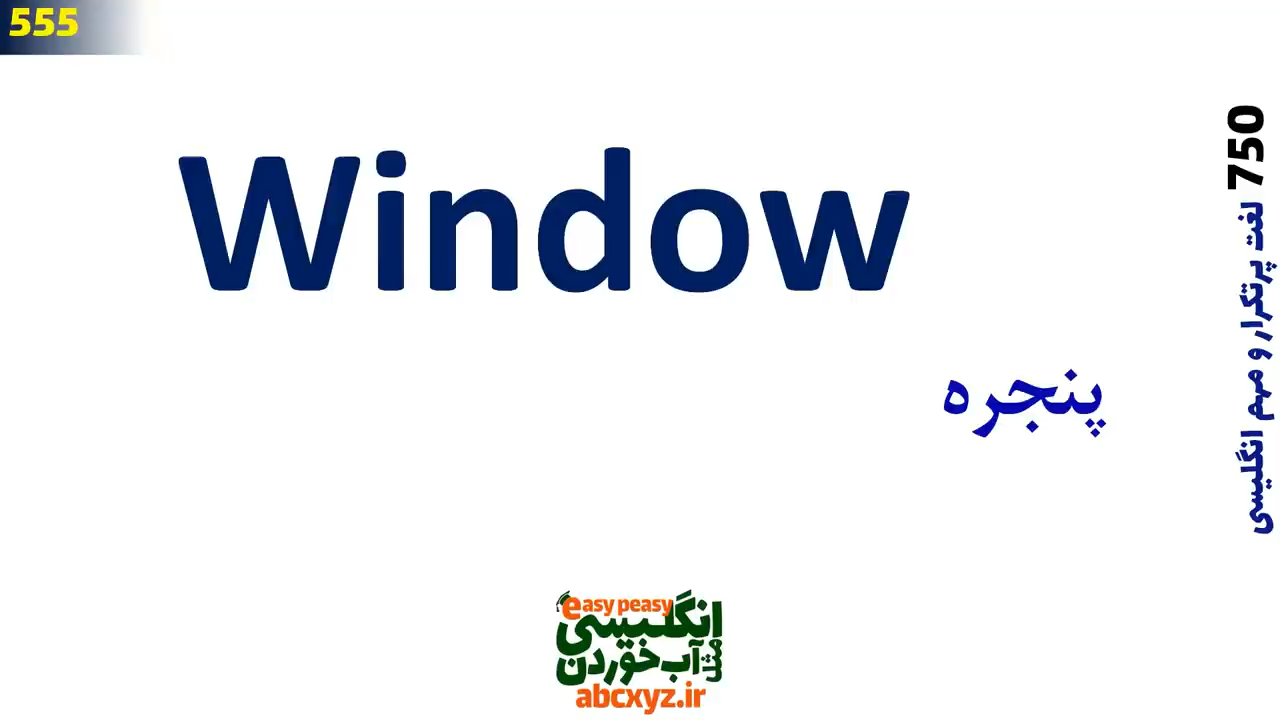 555
Window
پنجره
750 لغت پرتکرار و مهم انگلیسی
easy peasy
انگلیسی
مثل
آب خوردن
abcxyz.ir